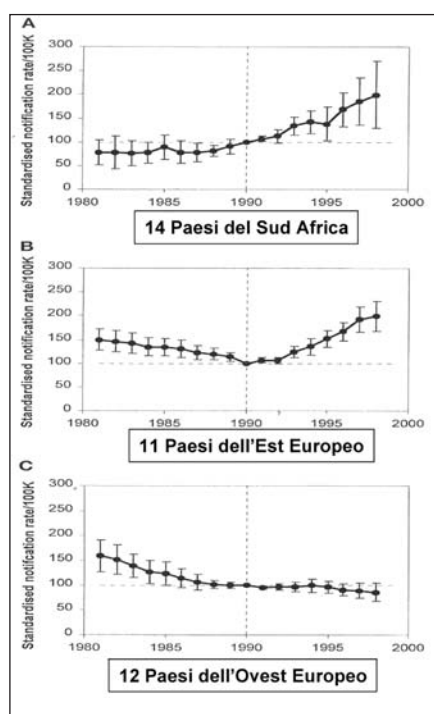 A
Standardised notification rate/100K
300
250
200
150
100
50
0
1980 1985 1990 1995 2000
14 Paesi del Sud Africa
B
Standardised notification rate/100K
300
250
200
150
100
50
0
1980 1985 1990 1995 2000
11 Paesi dell'Est Europeo
C
Standardised notification rate/100K
300
250
200
150
100
50
0
1980 1985 1990 1995 2000
12 Paesi dell'Ovest Europeo